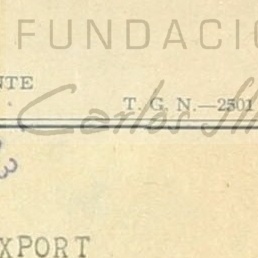 FUNDACI
NTE
T. G. N.—2501
Carlos
XPORT